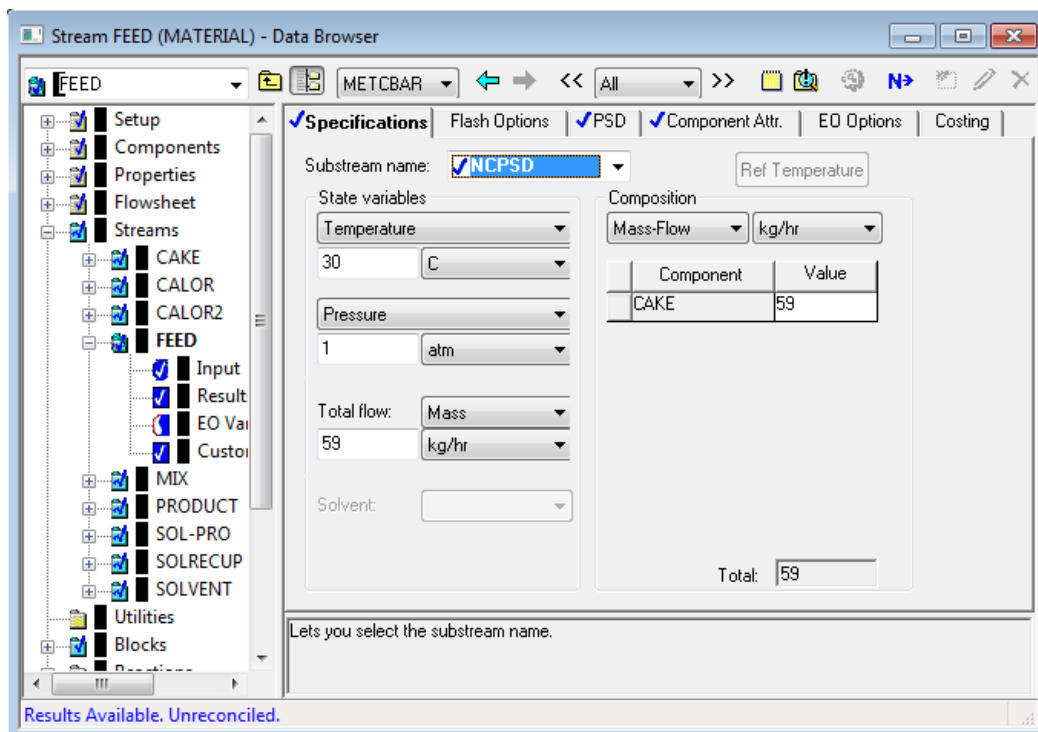 Stream FEED (MATERIAL) - Data Browser
FEED METCBAR << All >> N>
Setup
Components
Properties
Flowsheet
Streams
CAKE
CALOR
CALOR2
FEED
Input
Result
EO Var
Custor
MIX
PRODUCT
SOL-PRO
SOLRECUP
SOLVENT
Utilities
Blocks
Reactions
Specifications Flash Options PSD Component Attr. EO Options Costing
Substream name: NCPSD Ref Temperature
State variables
Temperature
30 C
Pressure
1 atm
Total flow: Mass
59 kg/hr
Solvent:
Composition
Mass-Flow kg/hr
Component Value
CAKE 59
Total: 59
Lets you select the substream name.
Results Available. Unreconciled.